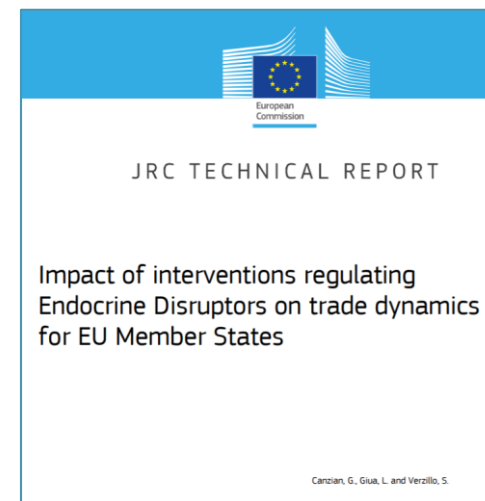 European
Commission
JRC TECHNICAL REPORT
Impact of interventions regulating
Endocrine Disruptors on trade dynamics
for EU Member States
Canzian, G., Giua, L. and Verzillo, S.